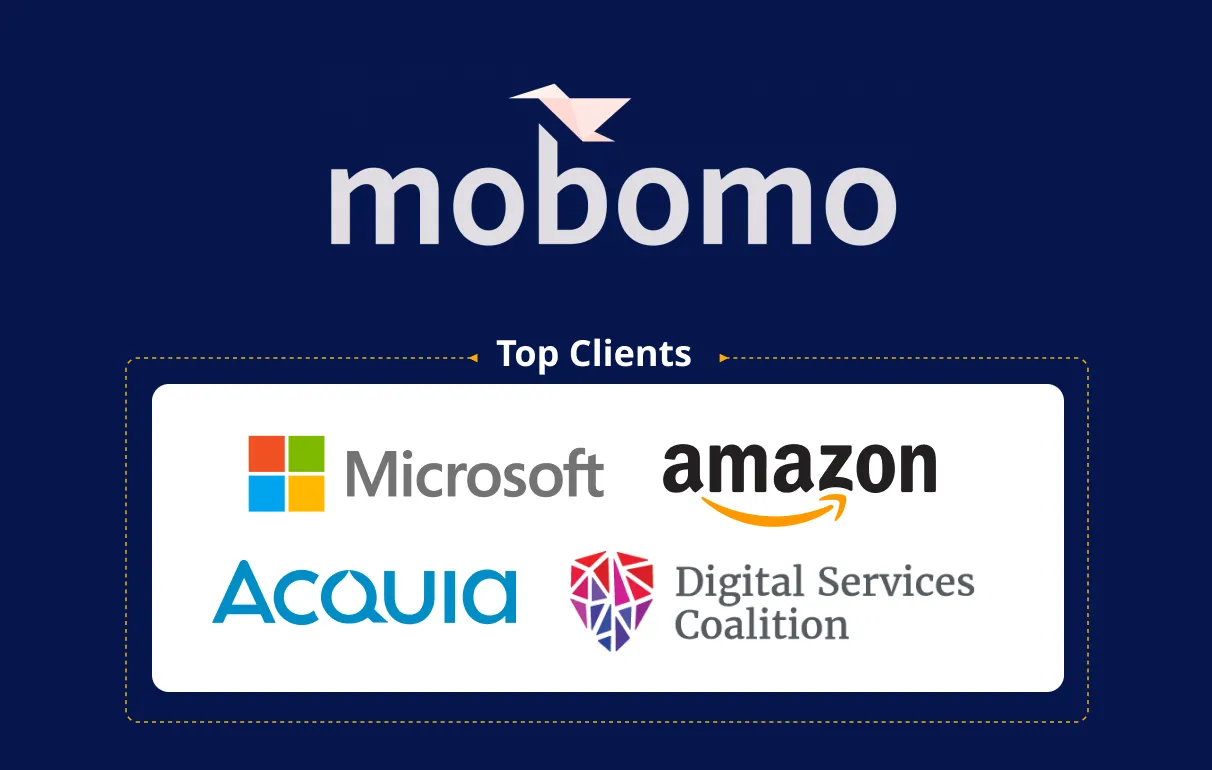 mobomo
Top Clients
Microsoft
amazon
Acquia
Digital Services
Coalition